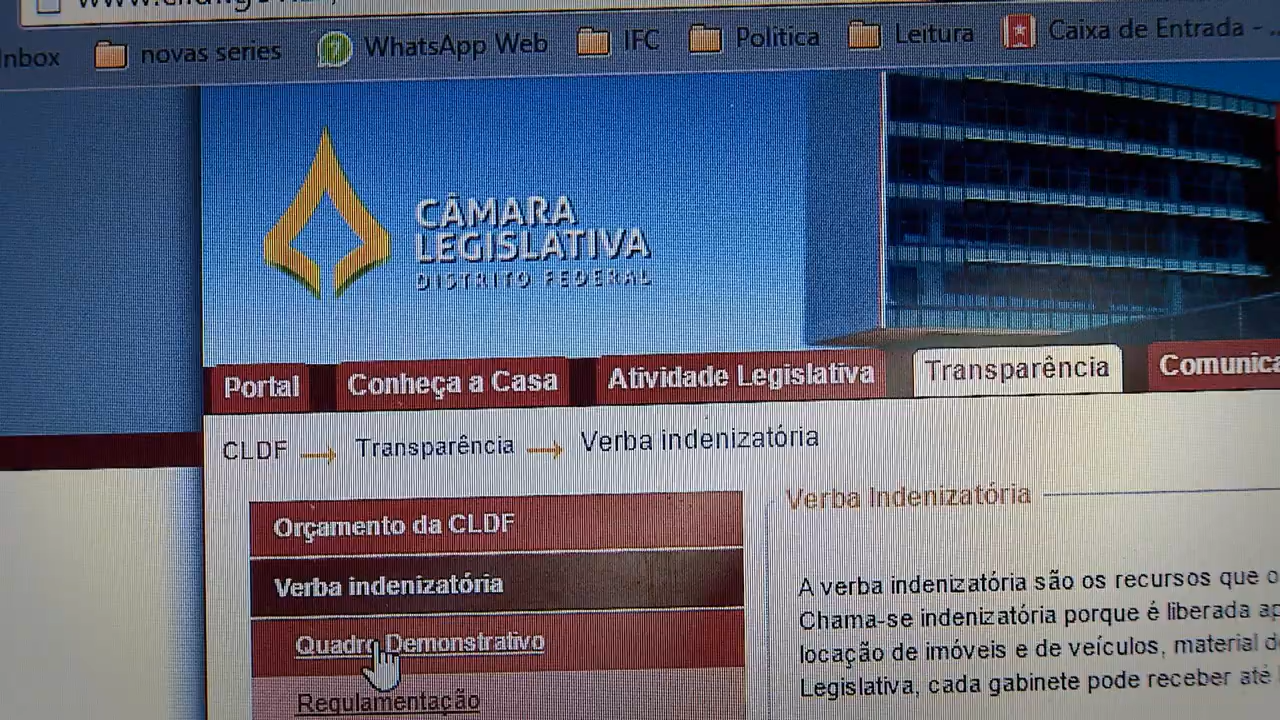 Inbox
novas series
WhatsApp Web
IFC
Política
Leitura
Caixa de Entrada - ...
CÂMARA
LEGISLATIVA
DISTRITO FEDERAL
Portal
Conheça a Casa
Atividade Legislativa
Transparência
Comunica
CLDF
Transparência
Verba indenizatória
Orçamento da CLDF
Verba indenizatória
Quadro Demonstrativo
Regulamentação
Verba Indenizatória
A verba indenizatória são os recursos que o
Chama-se indenizatória porque é liberada ap
locação de imóveis e de veículos, material d
Legislativa, cada gabinete pode receber até